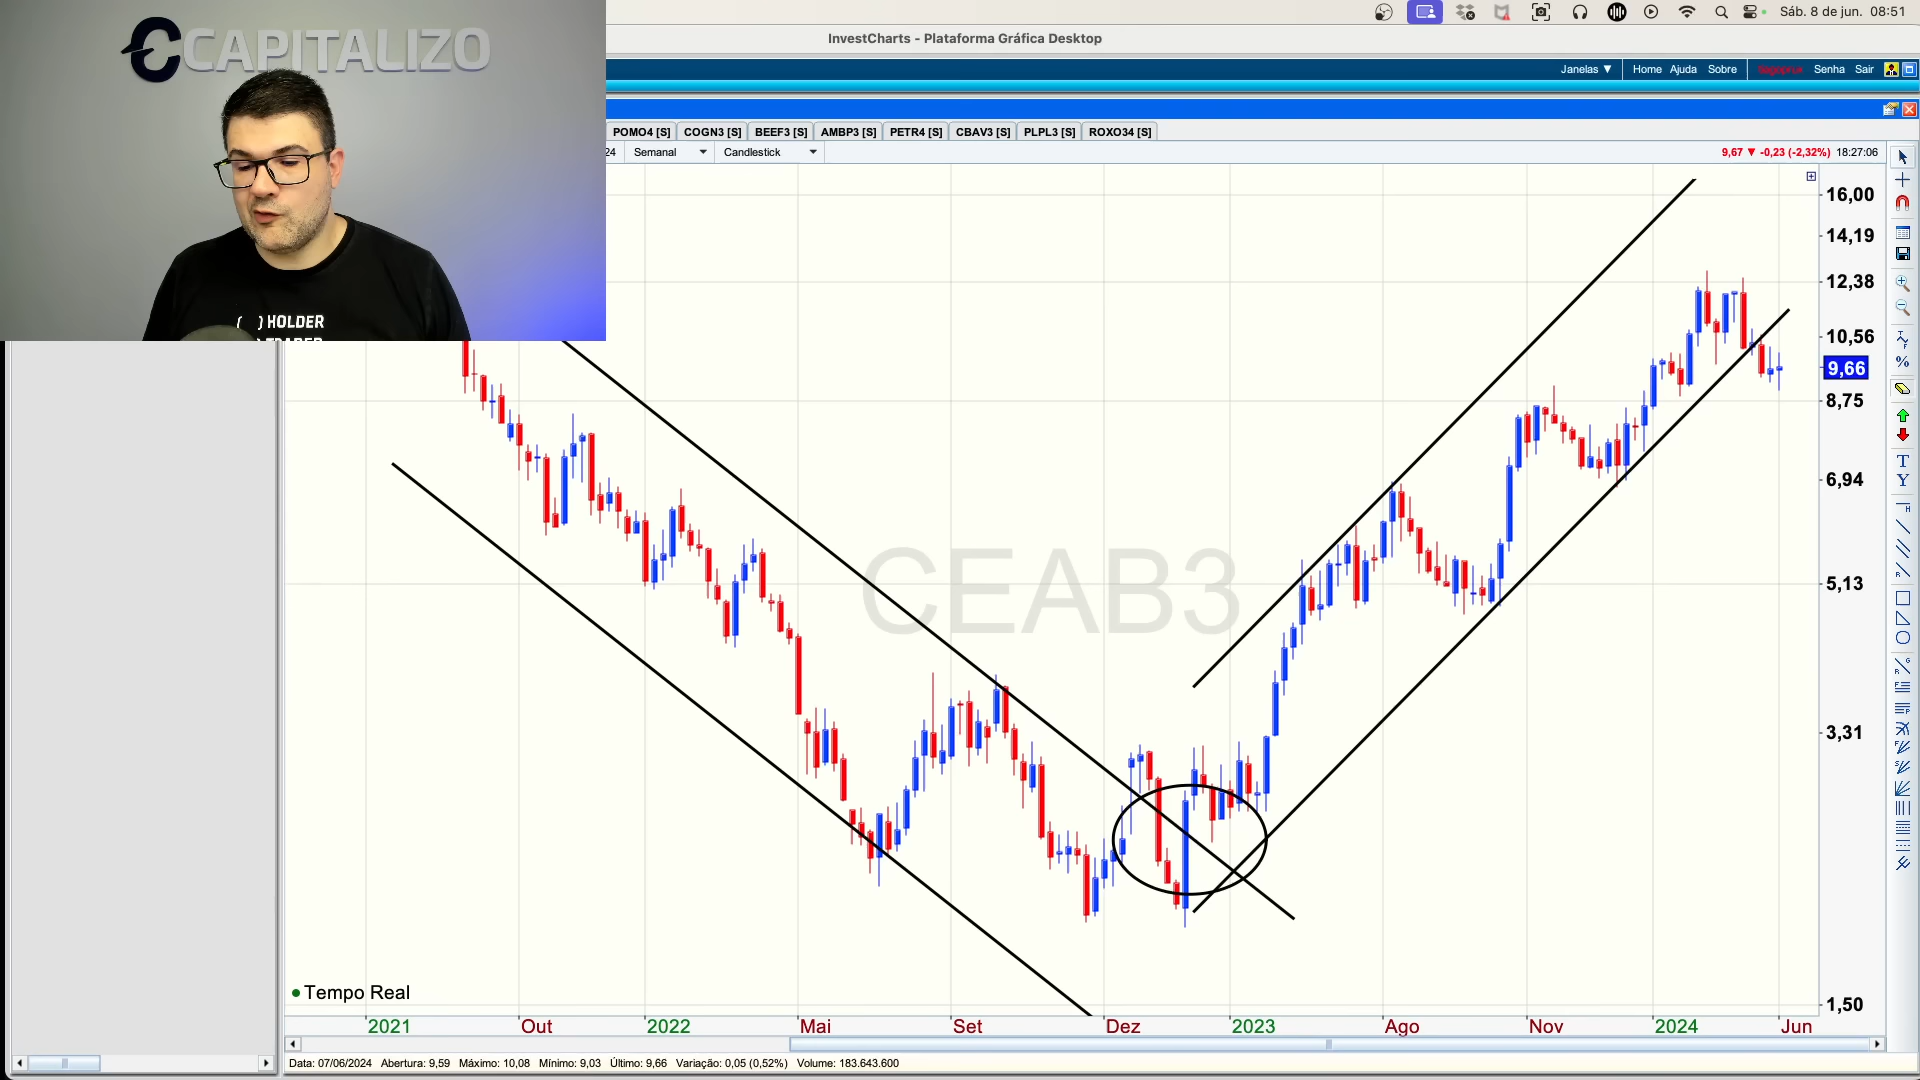 CAPITALIZO
( ) HOLDER
Sáb. 8 de jun. 08:51
InvestCharts - Plataforma Gráfica Desktop
Janelas ▼ Home Ajuda Sobre Senha Sair
POMO4 [S] COGN3 [S] BEEF3 [S] AMBP3 [S] PETR4 [S] CBAV3 [S] PLPL3 [S] ROXO34 [S]
24 Semanal Candlestick 9,67 ▼ -0,23 (-2,32%) 18:27:06
16,00
14,19
12,38
10,56
9,66
8,75
6,94
5,13
3,31
1,50
CEAB3
Tempo Real
2021 Out 2022 Mai Set Dez 2023 Ago Nov 2024 Jun
Data: 07/06/2024 Abertura: 9,59 Máximo: 10,08 Mínimo: 9,03 Último: 9,66 Variação: 0,05 (0,52%) Volume: 183.643.600